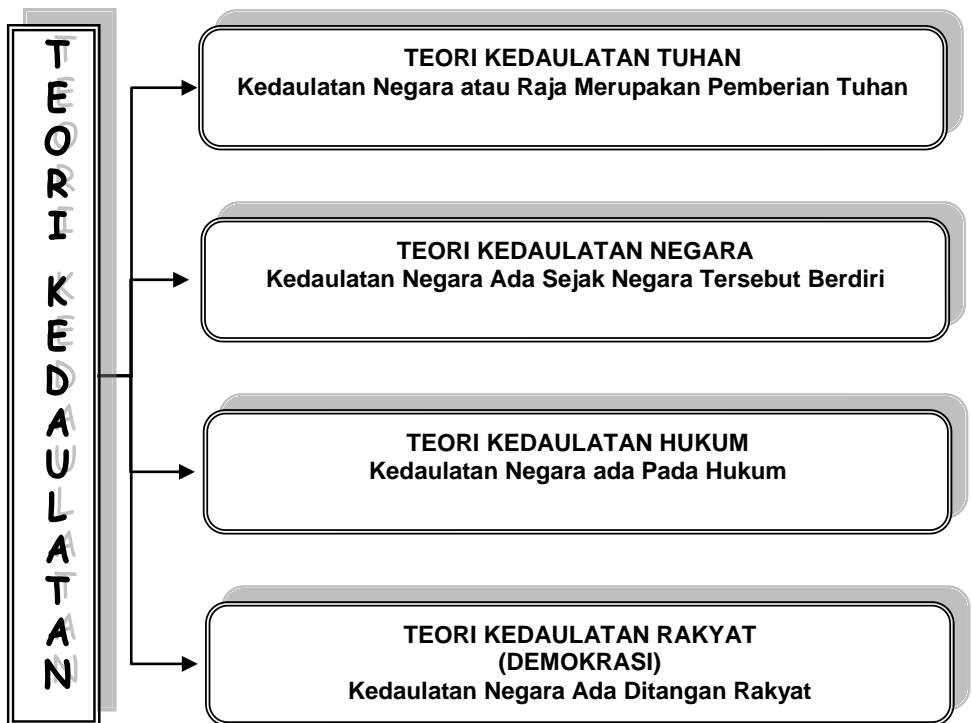 TEORI KEDAULATAN
TEORI KEDAULATAN TUHAN
Kedaulatan Negara atau Raja Merupakan Pemberian Tuhan
TEORI KEDAULATAN NEGARA
Kedaulatan Negara Ada Sejak Negara Tersebut Berdiri
TEORI KEDAULATAN HUKUM
Kedaulatan Negara ada Pada Hukum
TEORI KEDAULATAN RAKYAT
(DEMOKRASI)
Kedaulatan Negara Ada Ditangan Rakyat